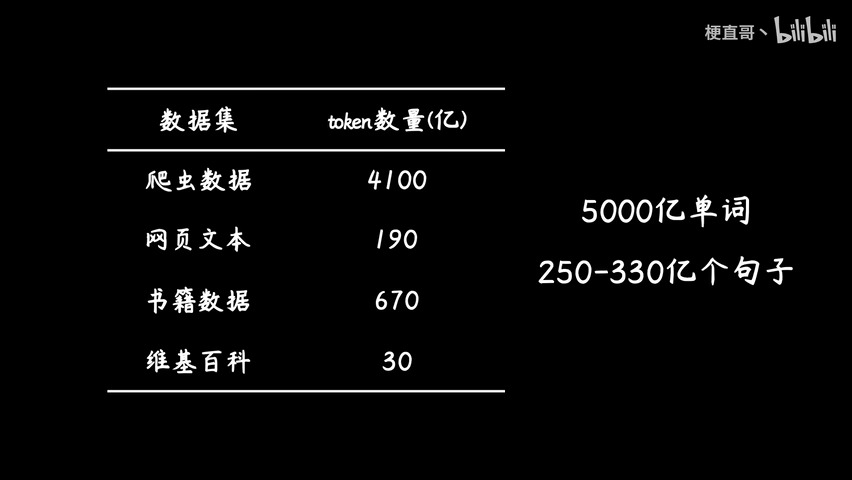 梗直哥丶 bilibili
数据集 token数量(亿)
爬虫数据 4100
网页文本 190
书籍数据 670
维基百科 30
5000亿单词
250-330亿个句子